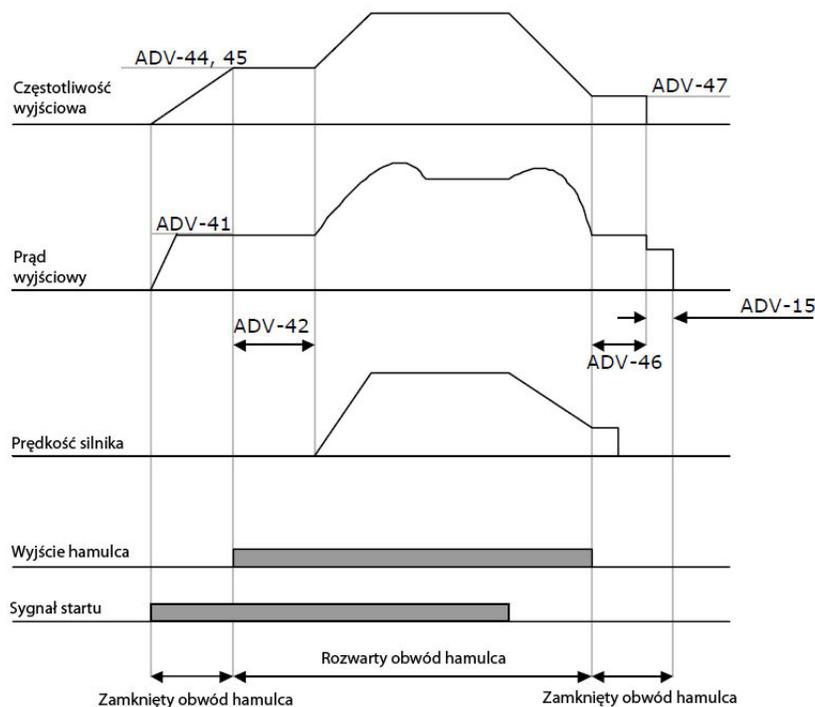 ADV-44, 45
Częstotliwość
wyjściowa
ADV-47
ADV-41
Prąd
wyjściowy
ADV-15
ADV-42
ADV-46
Prędkość silnika
Wyjście hamulca
Sygnał startu
Rozwarty obwód hamulca
Zamknięty obwód hamulca
Zamknięty obwód hamulca